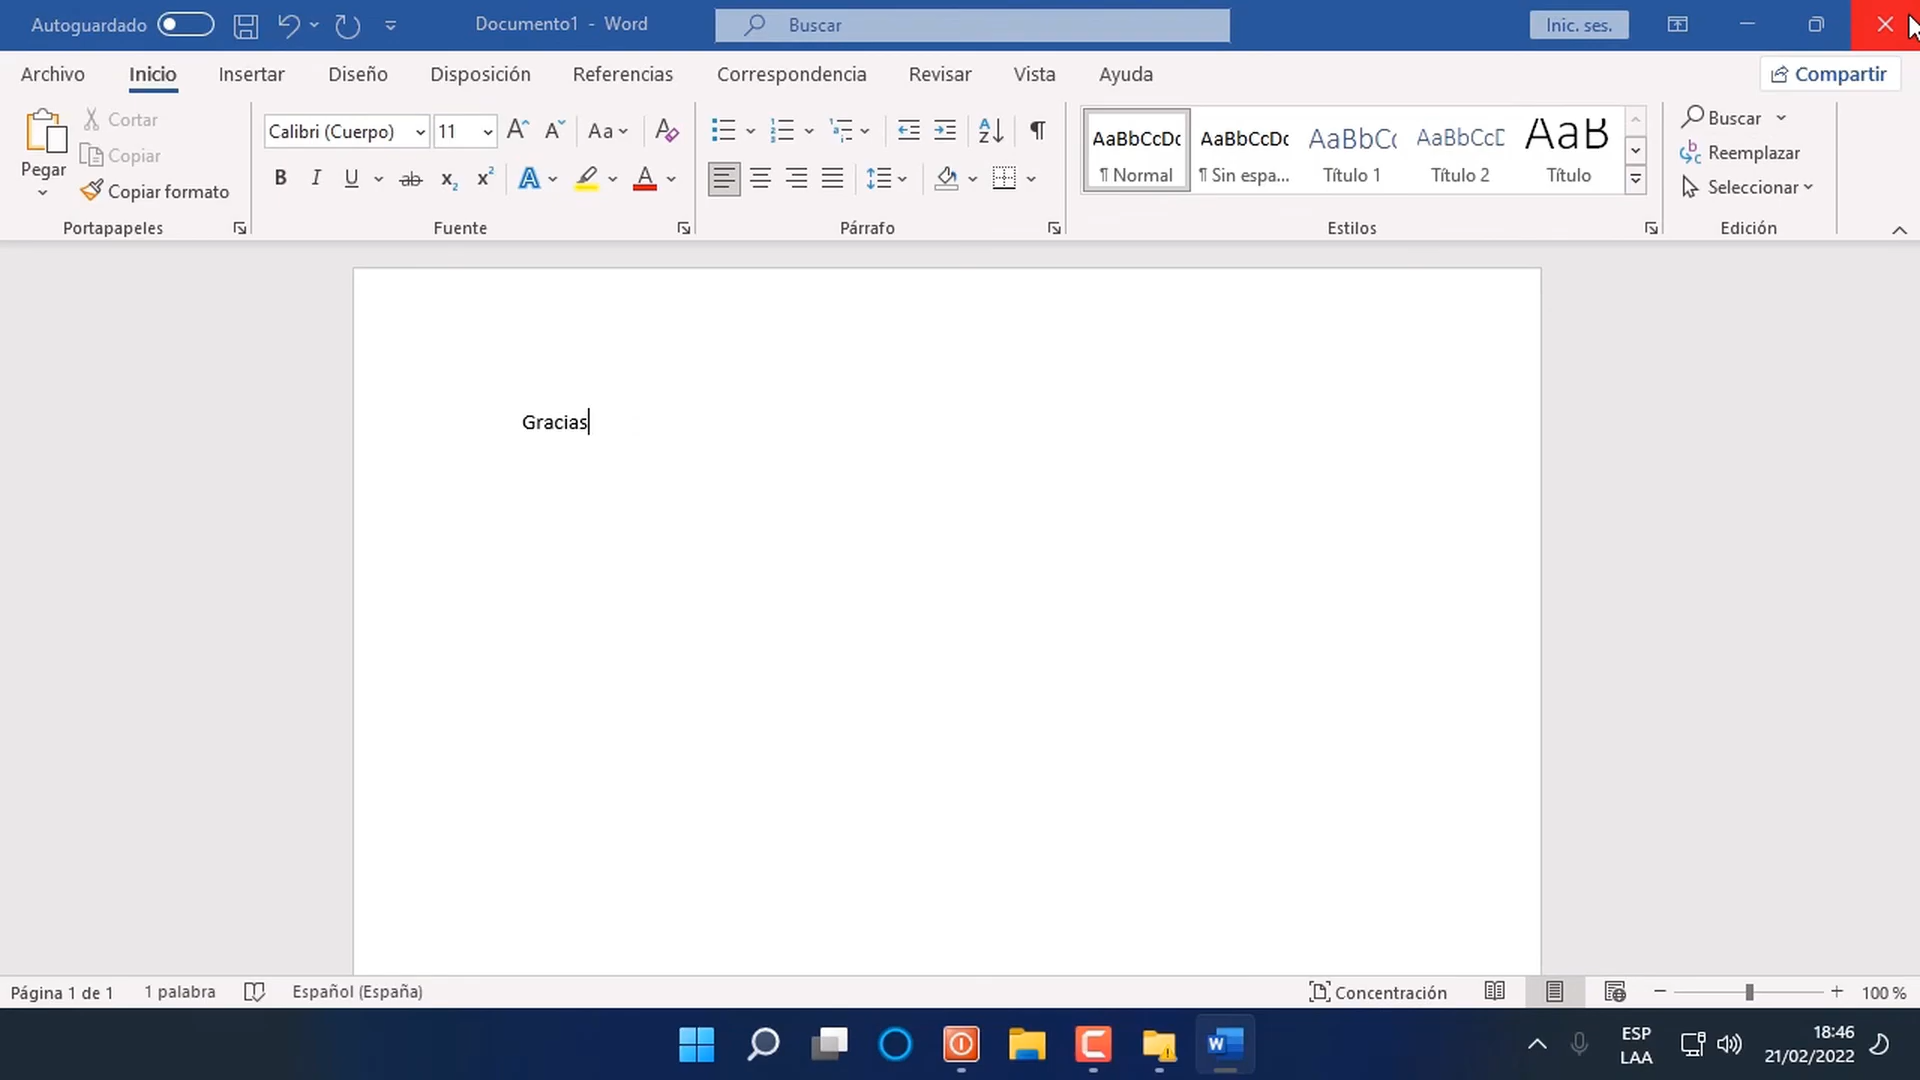 Autoguardado Documento1 - Word Buscar Inic. ses.
Archivo Inicio Insertar Diseño Disposición Referencias Correspondencia Revisar Vista Ayuda Compartir
Pegar Cortar
Copiar
Copiar formato
Portapapeles
Calibri (Cuerpo) 11
Fuente
Párrafo
AaBbCcDc AaBbCcDc AaBbCc AaBbCcD AaB
¶ Normal ¶ Sin espa... Título 1 Título 2 Título
Estilos
Buscar
Reemplazar
Seleccionar
Edición
Gracias
Página 1 de 1 1 palabra Español (España) Concentración 100 %
ESP
LAA
18:46
21/02/2022